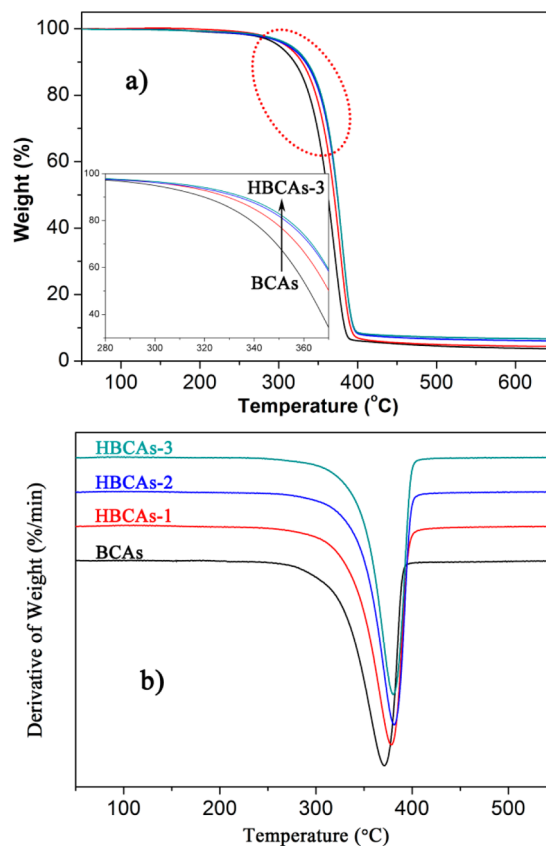 a)
Weight (%)
100
80
60
40
20
0
100
80
60
40
HBCAs-3
BCAs
280
300
320
340
360
100
200
300
400
500
600
Temperature (°C)
HBCAs-3
HBCAs-2
HBCAs-1
BCAs
b)
Derivative of Weight (%/min)
100
200
300
400
500
Temperature (°C)